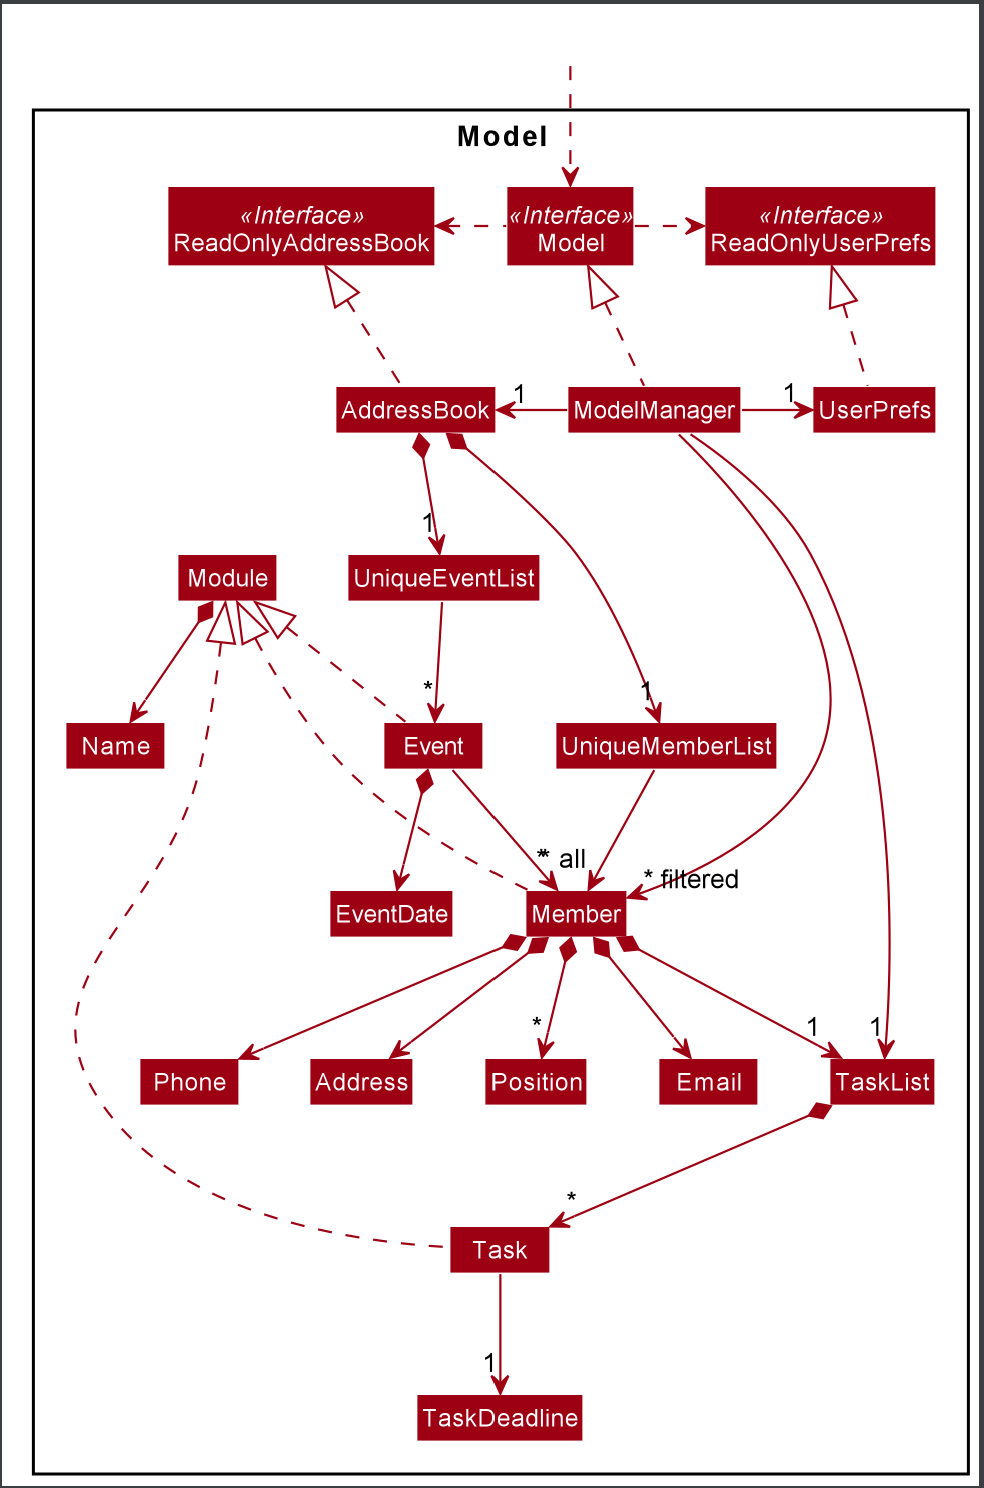 Model
«Interface»
ReadOnlyAddressBook
«Interface»
Model
«Interface»
ReadOnlyUserPrefs
AddressBook
1
ModelManager
1
UserPrefs
1
Module
UniqueEventList
*
1
Name
Event
UniqueMemberList
*
* all
* filtered
EventDate
Member
*
1
1
Phone
Address
Position
Email
TaskList
*
Task
1
TaskDeadline